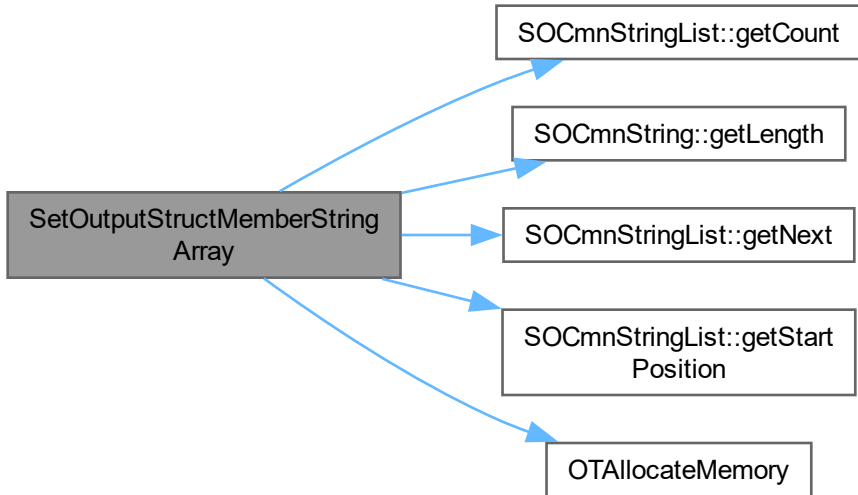 SOCmnStringList::getCount
SOCmnString::getLength
SetOutputStructMemberString
Array
SOCmnStringList::getNext
SOCmnStringList::getStart
Position
OTAllocateMemory